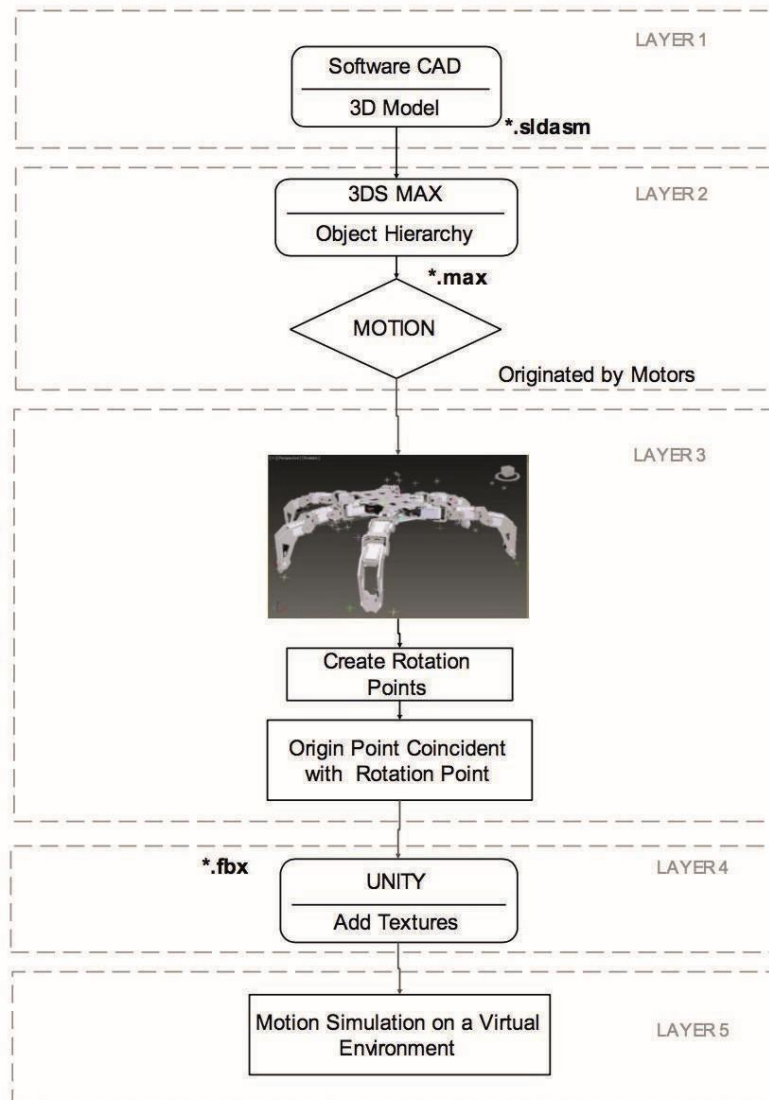 LAYER 1
Software CAD
3D Model
*.sldasm
LAYER 2
3DS MAX
Object Hierarchy
*.max
MOTION
Originated by Motors
LAYER 3
Create Rotation
Points
Origin Point Coincident
with Rotation Point
*.fbx
LAYER 4
UNITY
Add Textures
Motion Simulation on a Virtual
Environment
LAYER 5